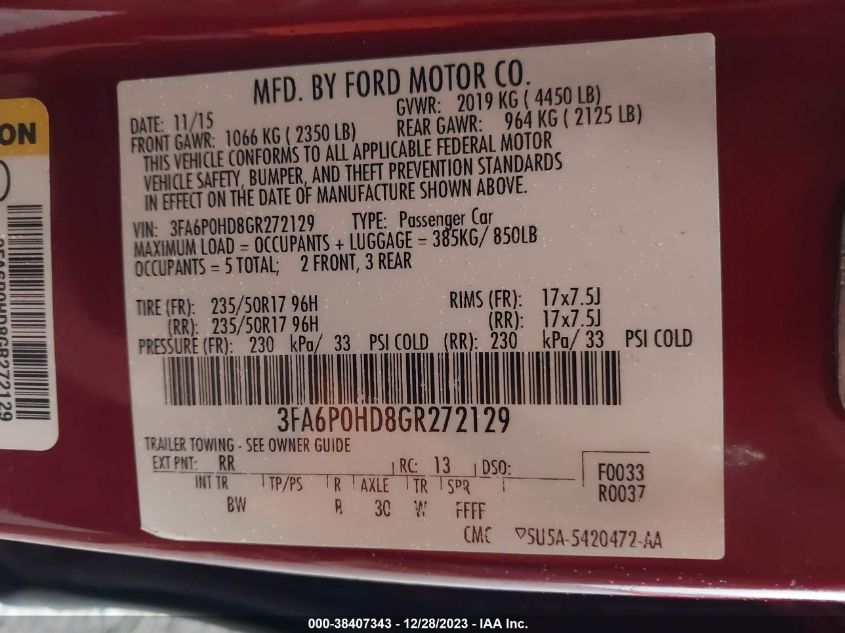 MFD. BY FORD MOTOR CO.
DATE: 11/15 GVWR: 2019 KG ( 4450 LB)
FRONT GAWR: 1066 KG ( 2350 LB) REAR GAWR: 964 KG ( 2125 LB)
THIS VEHICLE CONFORMS TO ALL APPLICABLE FEDERAL MOTOR
VEHICLE SAFETY, BUMPER, AND THEFT PREVENTION STANDARDS
IN EFFECT ON THE DATE OF MANUFACTURE SHOWN ABOVE.
VIN: 3FA6P0HD8GR272129 TYPE: Passenger Car
MAXIMUM LOAD = OCCUPANTS + LUGGAGE = 385KG/ 850LB
OCCUPANTS = 5 TOTAL; 2 FRONT, 3 REAR
TIRE (FR): 235/50R17 96H RIMS (FR): 17x7.5J
(RR): 235/50R17 96H (RR): 17x7.5J
PRESSURE (FR): 230 kPa/ 33 PSI COLD (RR): 230 kPa/ 33 PSI COLD
3FA6P0HD8GR272129
TRAILER TOWING - SEE OWNER GUIDE
EXT PNT: RR RC: 13 DSO: F0033
INT TR TP/PS R AXLE TR SPR R0037
BW B 30 W FFFF
CMC 5U5A-5420472-AA
ON
3FA6P0HD8GR272129
000-38407343 / 12/28/2023 - IAA Inc.